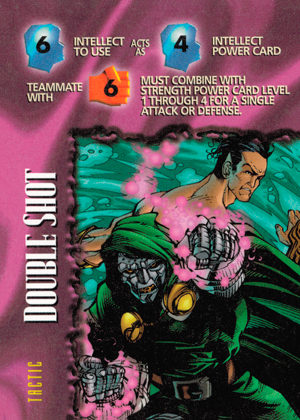 6 INTELLECT TO USE ACTS AS 4 INTELLECT POWER CARD
TEAMMATE WITH 6 MUST COMBINE WITH
STRENGTH POWER CARD LEVEL
1 THROUGH 4 FOR A SINGLE
ATTACK OR DEFENSE.
DOUBLE SHOT
TACTIC